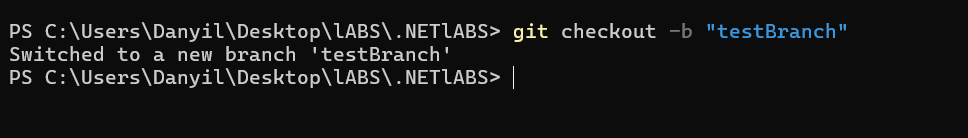 PS C:\Users\Danyil\Desktop\lABS\.NETlABS> git checkout -b "testBranch"
Switched to a new branch 'testBranch'
PS C:\Users\Danyil\Desktop\lABS\.NETlABS>